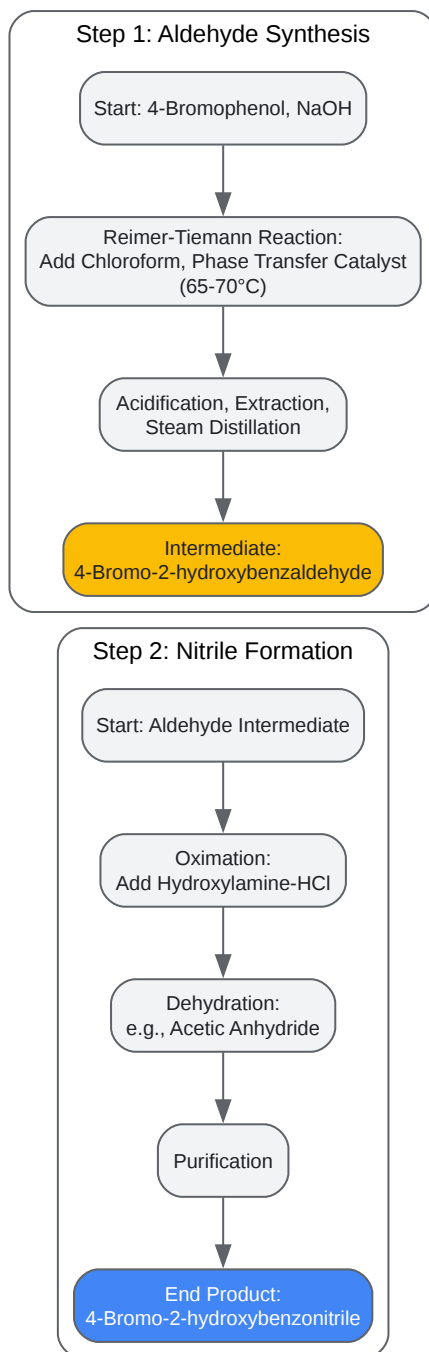 Step 1: Aldehyde Synthesis
Start: 4-Bromophenol, NaOH
Reimer-Tiemann Reaction:
Add Chloroform, Phase Transfer Catalyst
(65-70°C)
Acidification, Extraction,
Steam Distillation
Intermediate:
4-Bromo-2-hydroxybenzaldehyde
Step 2: Nitrile Formation
Start: Aldehyde Intermediate
Oximation:
Add Hydroxylamine-HCl
Dehydration:
e.g., Acetic Anhydride
Purification
End Product:
4-Bromo-2-hydroxybenzonitrile